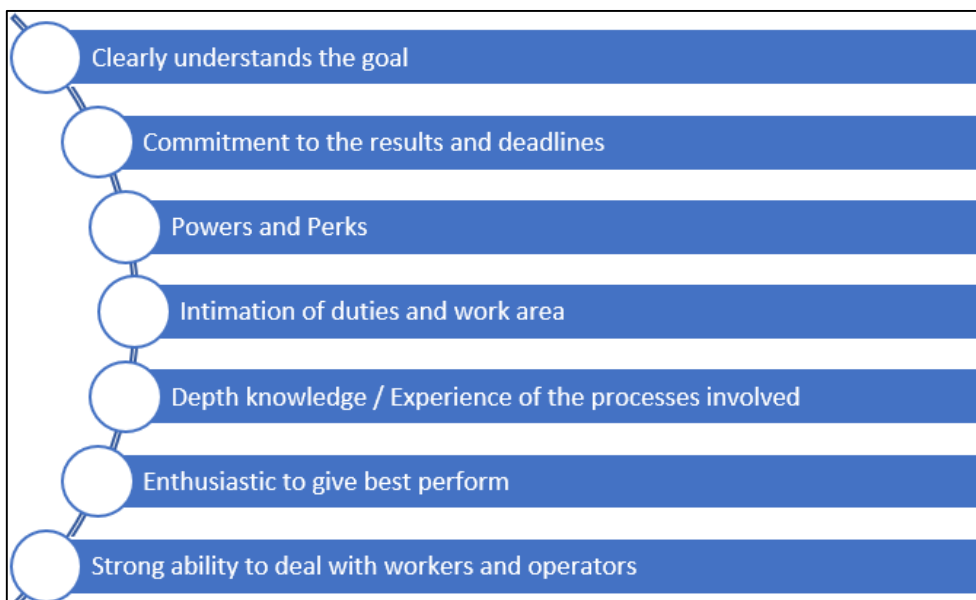 Clearly understands the goal
Commitment to the results and deadlines
Powers and Perks
Intimation of duties and work area
Depth knowledge / Experience of the processes involved
Enthusiastic to give best perform
Strong ability to deal with workers and operators